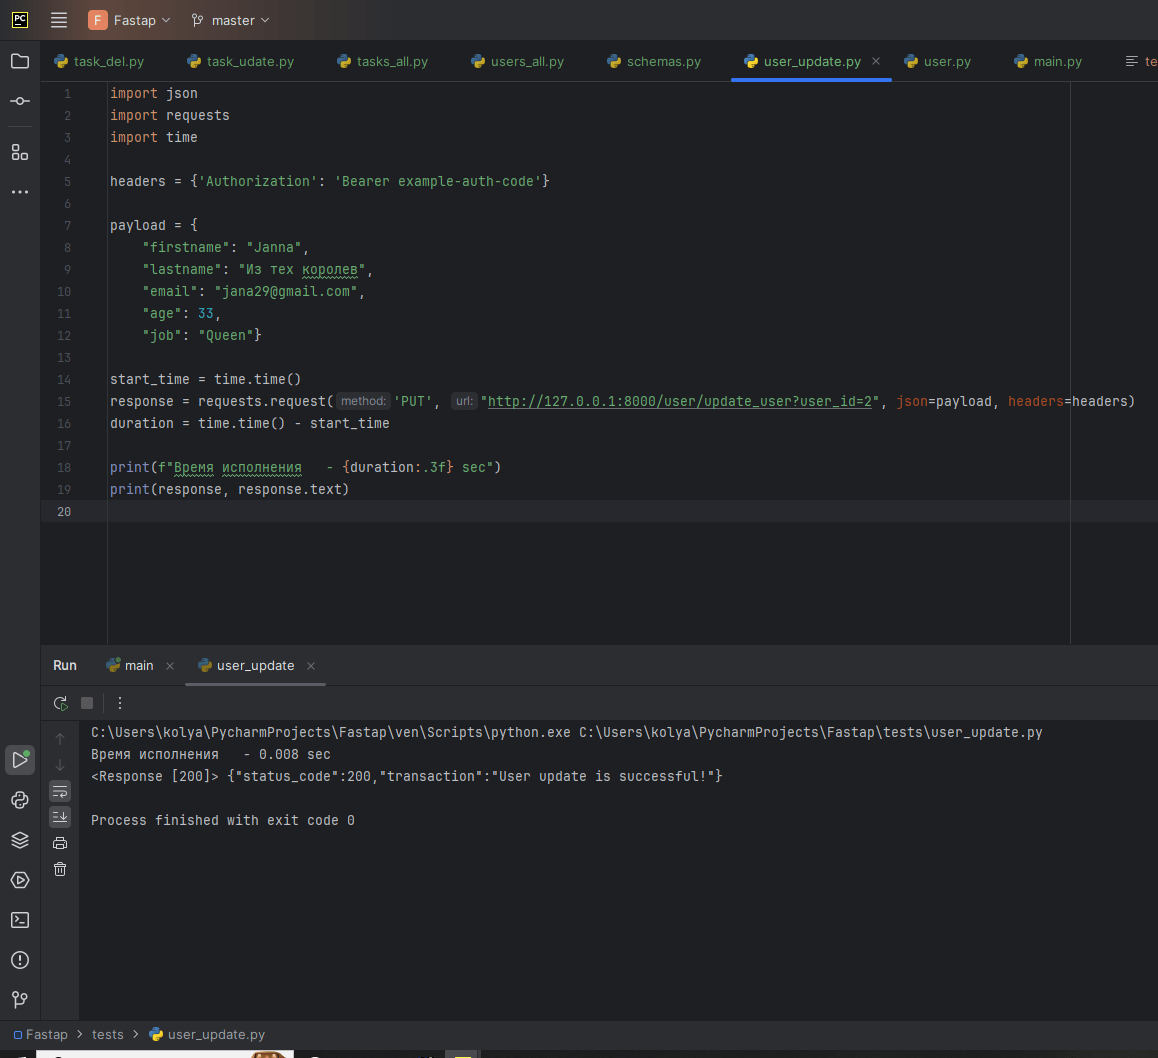 PC F Fastap master
task_del.py task_udate.py tasks_all.py users_all.py schemas.py user_update.py user.py main.py te
1 import json
2 import requests
3 import time
4
5 headers = {'Authorization': 'Bearer example-auth-code'}
6
7 payload = {
8 "firstname": "Janna",
9 "lastname": "Из тех королев",
10 "email": "jana29@gmail.com",
11 "age": 33,
12 "job": "Queen"}
13
14 start_time = time.time()
15 response = requests.request( method: 'PUT', url: "http://127.0.0.1:8000/user/update_user?user_id=2", json=payload, headers=headers)
16 duration = time.time() - start_time
17
18 print(f"Время исполнения   - {duration:.3f} sec")
19 print(response, response.text)
20
Run main user_update
C:\Users\kolya\PycharmProjects\Fastap\ven\Scripts\python.exe C:\Users\kolya\PycharmProjects\Fastap\tests\user_update.py
Время исполнения   - 0.008 sec
<Response [200]> {"status_code":200,"transaction":"User update is successful!"}
Process finished with exit code 0
Fastap > tests > user_update.py